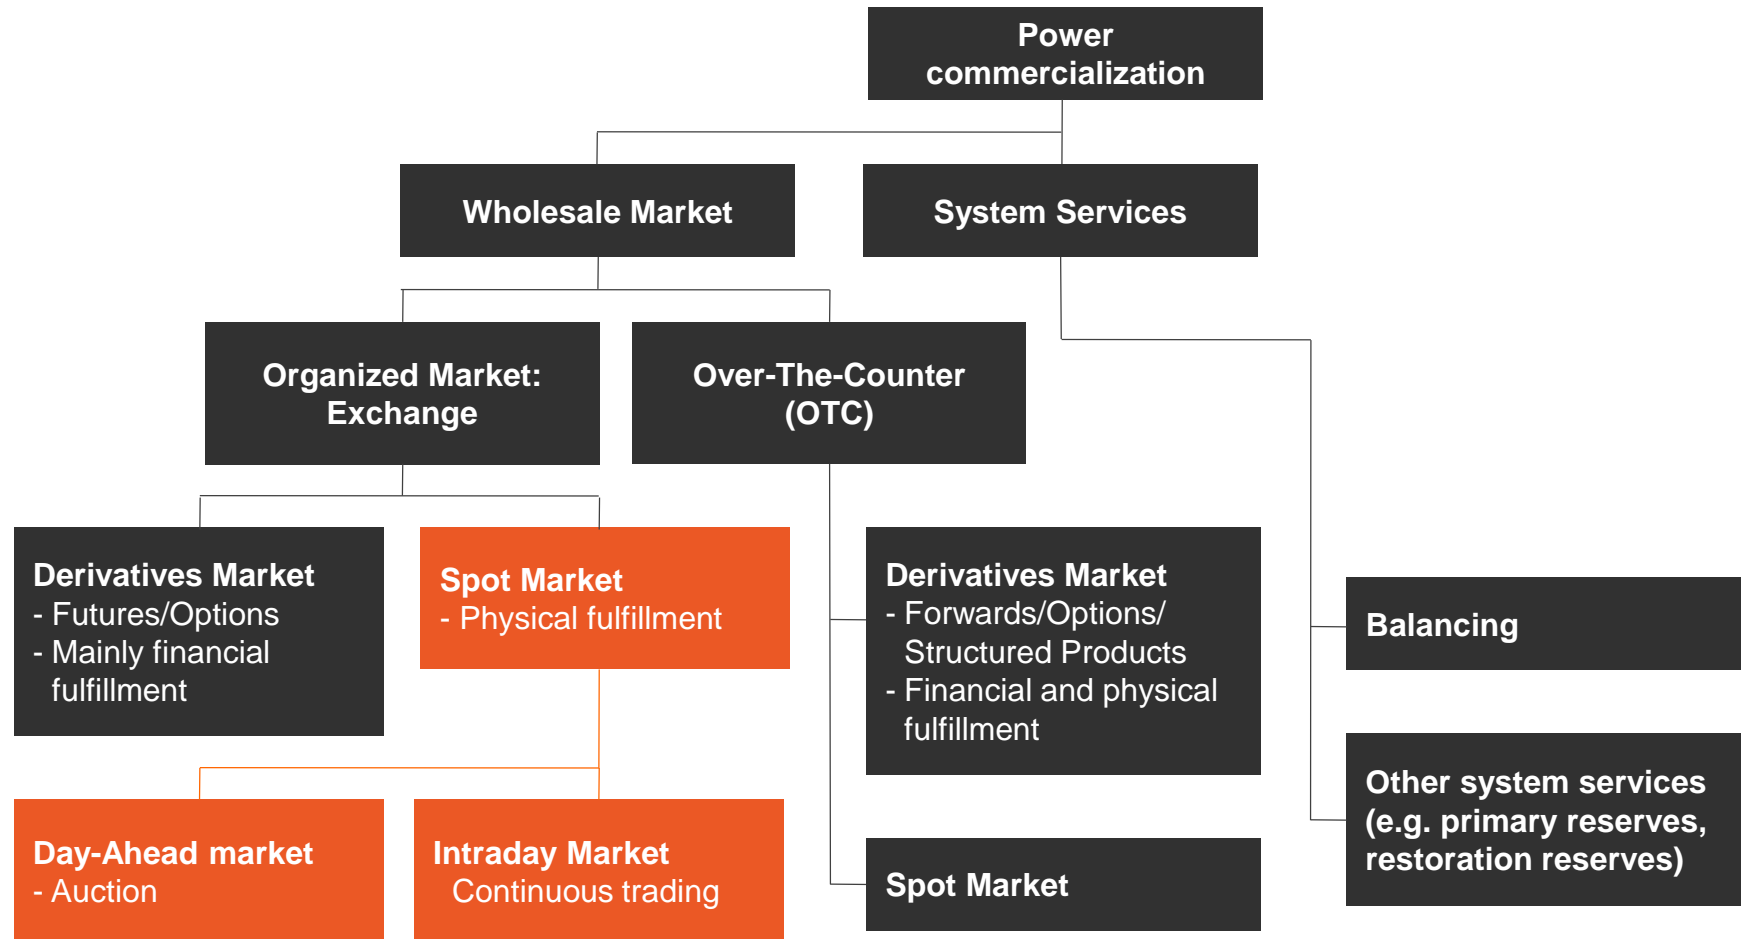 Power
commercialization
Wholesale Market
System Services
Organized Market:
Exchange
Over-The-Counter
(OTC)
Derivatives Market
- Futures/Options
- Mainly financial
fulfillment
Spot Market
- Physical fulfillment
Derivatives Market
- Forwards/Options/
Structured Products
- Financial and physical
fulfillment
Balancing
Other system services
(e.g. primary reserves,
restoration reserves)
Day-Ahead market
- Auction
Intraday Market
Continuous trading
Spot Market